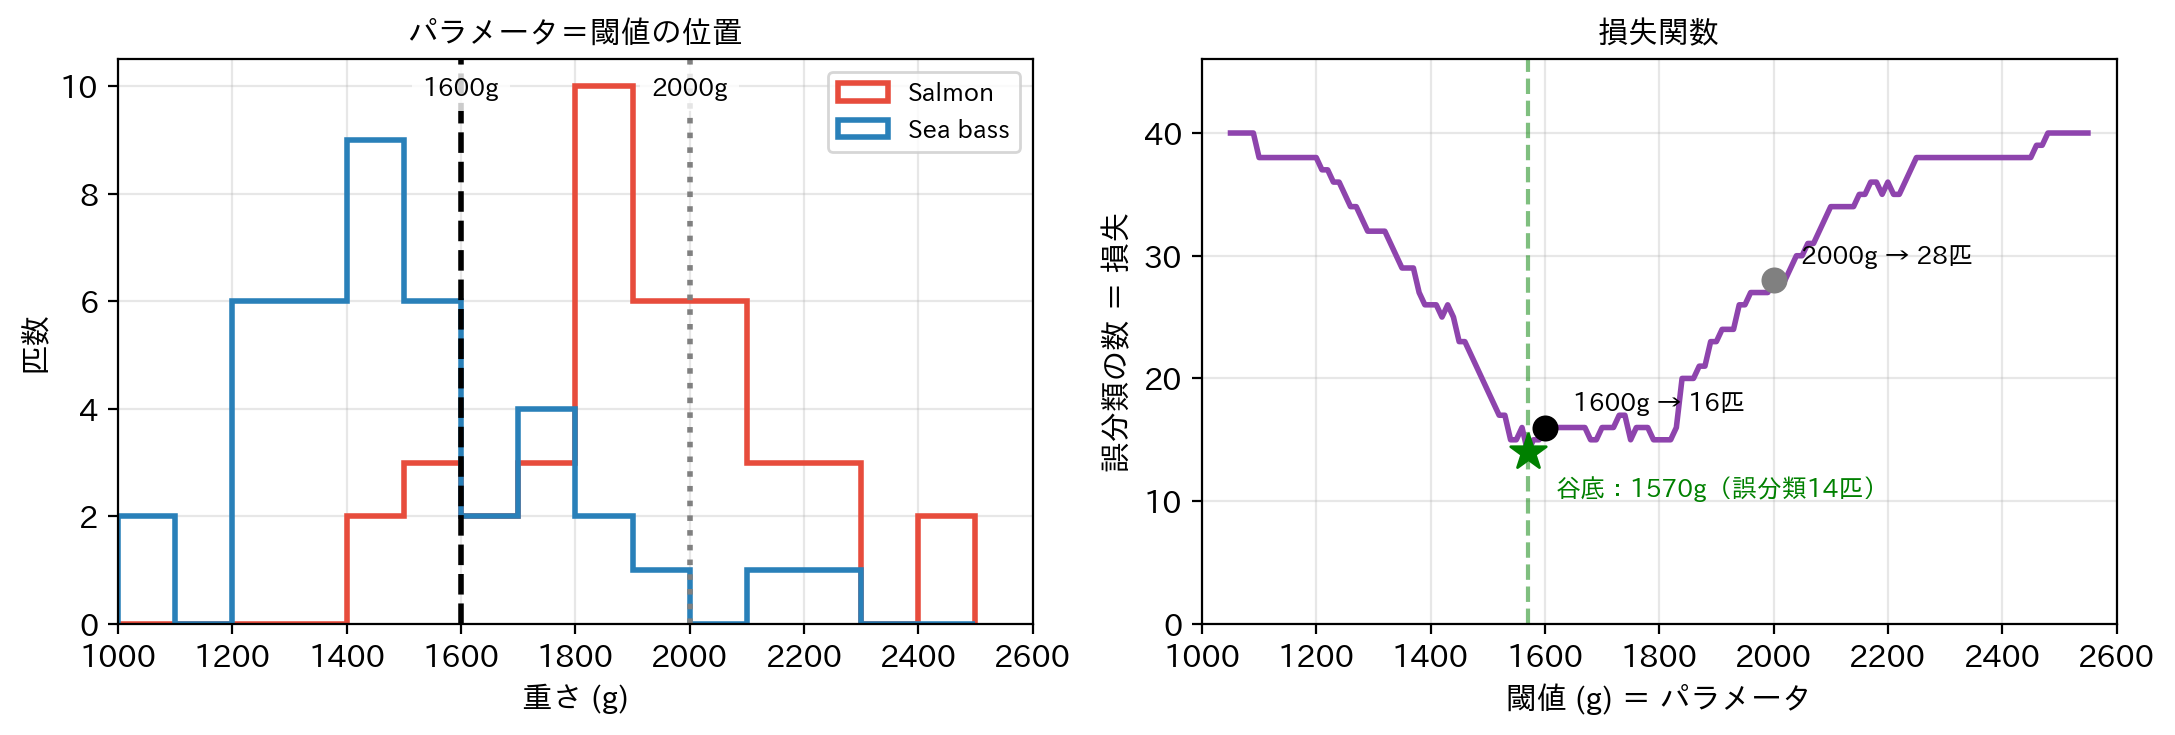 パラメータ＝閾値の位置
10
8
6
4
2
0
匹数
1600g
2000g
Salmon
Sea bass
1000 1200 1400 1600 1800 2000 2200 2400 2600
重さ (g)
損失関数
40
30
20
10
0
誤分類の数 ＝ 損失
2000g → 28匹
1600g → 16匹
谷底：1570g（誤分類14匹）
1000 1200 1400 1600 1800 2000 2200 2400 2600
閾値 (g) ＝ パラメータ